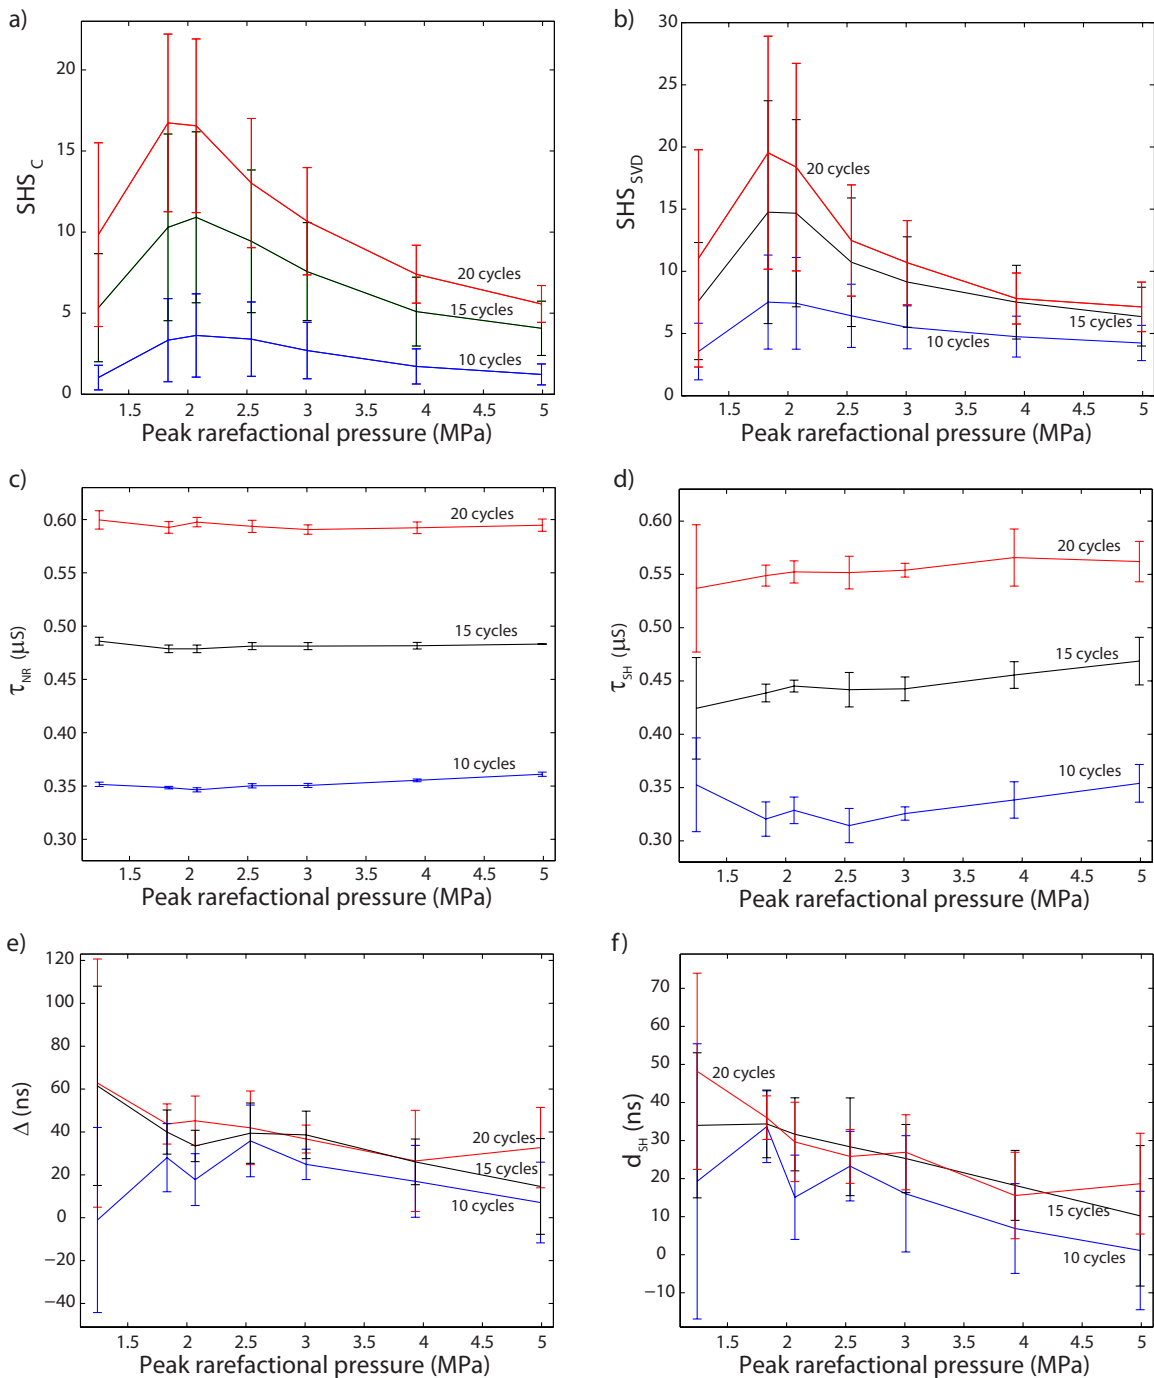 a)
20
15
10
5
0
SHS C
20 cycles
15 cycles
10 cycles
1.5 2 2.5 3 3.5 4 4.5 5
Peak rarefactional pressure (MPa)
b)
30
25
20
15
10
5
0
SHS SVD
20 cycles
15 cycles
10 cycles
1.5 2 2.5 3 3.5 4 4.5 5
Peak rarefactional pressure (MPa)
c)
0.60
0.55
0.50
0.45
0.40
0.35
0.30
τNR (μs)
20 cycles
15 cycles
10 cycles
1.5 2 2.5 3 3.5 4 4.5 5
Peak rarefactional pressure (MPa)
d)
0.60
0.55
0.50
0.45
0.40
0.35
0.30
τSH (μs)
20 cycles
15 cycles
10 cycles
1.5 2 2.5 3 3.5 4 4.5 5
Peak rarefactional pressure (MPa)
e)
120
100
80
60
40
20
0
−20
−40
Δ (ns)
20 cycles
15 cycles
10 cycles
1.5 2 2.5 3 3.5 4 4.5 5
Peak rarefactional pressure (MPa)
f)
70
60
50
40
30
20
10
0
−10
dSH (ns)
20 cycles
15 cycles
10 cycles
1.5 2 2.5 3 3.5 4 4.5 5
Peak rarefactional pressure (MPa)